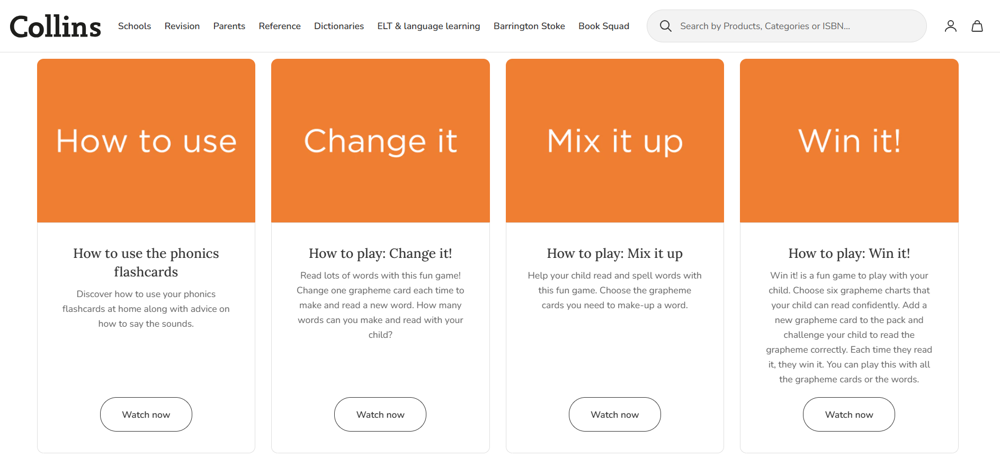 Collins
Schools
Revision
Parents
Reference
Dictionaries
ELT & language learning
Barrington Stoke
Book Squad
Search by Products, Categories or ISBN...
How to use
Change it
Mix it up
Win it!
How to use the phonics
flashcards
Discover how to use your phonics
flashcards at home along with advice on
how to say the sounds.
Watch now
How to play: Change it!
Read lots of words with this fun game!
Change one grapheme card each time to
make and read a new word. How many
words can you make and read with your
child?
Watch now
How to play: Mix it up
Help your child read and spell words with
this fun game. Choose the grapheme
cards you need to make-up a word.
Watch now
How to play: Win it!
Win it! is a fun game to play with your
child. Choose six grapheme charts that
your child can read confidently. Add a
new grapheme card to the pack and
challenge your child to read the
grapheme correctly. Each time they read
it, they win it. You can play this with all
the grapheme cards or the words.
Watch now